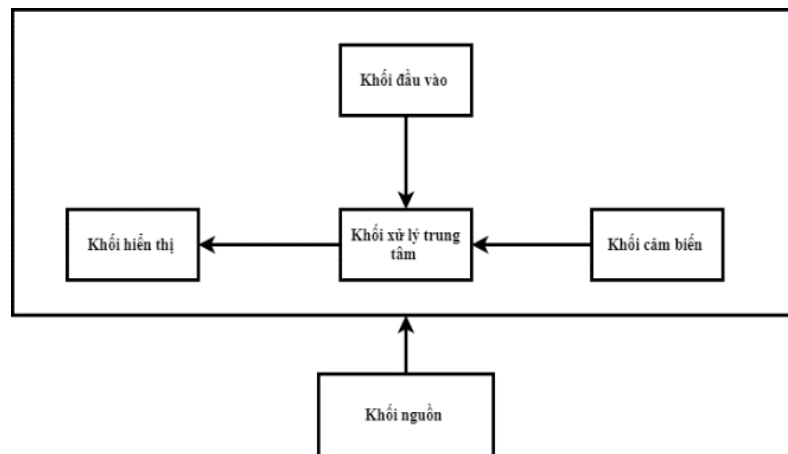 Khối đầu vào
Khối hiển thị
Khối xử lý trung
tâm
Khối cảm biến
Khối nguồn